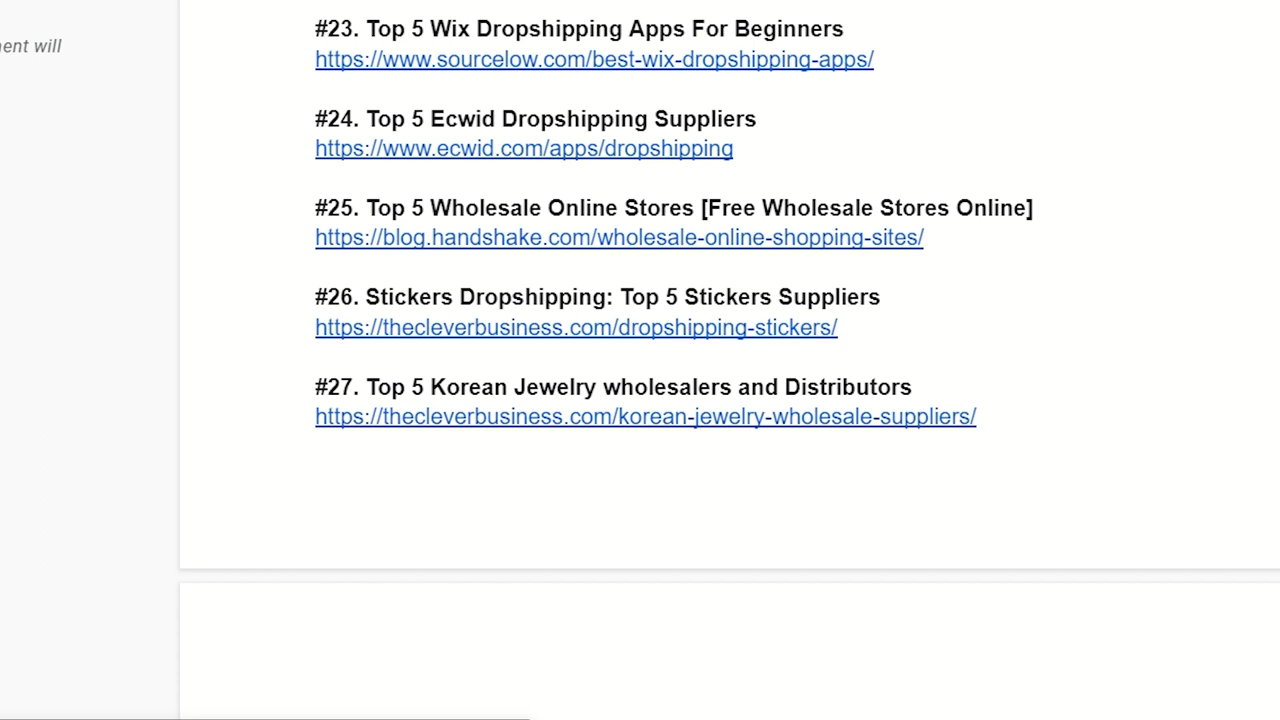 ent will
#23. Top 5 Wix Dropshipping Apps For Beginners
https://www.sourcelow.com/best-wix-dropshipping-apps/
#24. Top 5 Ecwid Dropshipping Suppliers
https://www.ecwid.com/apps/dropshipping
#25. Top 5 Wholesale Online Stores [Free Wholesale Stores Online]
https://blog.handshake.com/wholesale-online-shopping-sites/
#26. Stickers Dropshipping: Top 5 Stickers Suppliers
https://thecleverbusiness.com/dropshipping-stickers/
#27. Top 5 Korean Jewelry wholesalers and Distributors
https://thecleverbusiness.com/korean-jewelry-wholesale-suppliers/